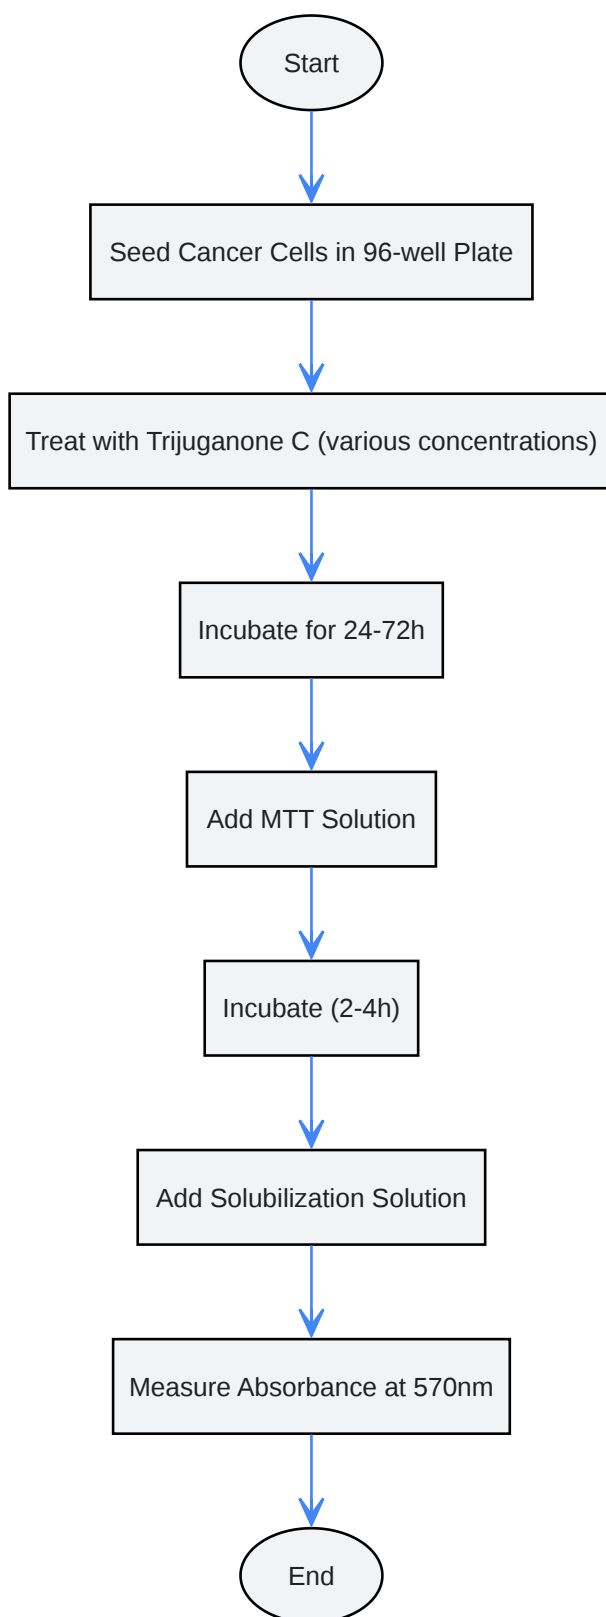 Start
Seed Cancer Cells in 96-well Plate
Treat with Trijuganone C (various concentrations)
Incubate for 24-72h
Add MTT Solution
Incubate (2-4h)
Add Solubilization Solution
Measure Absorbance at 570nm
End